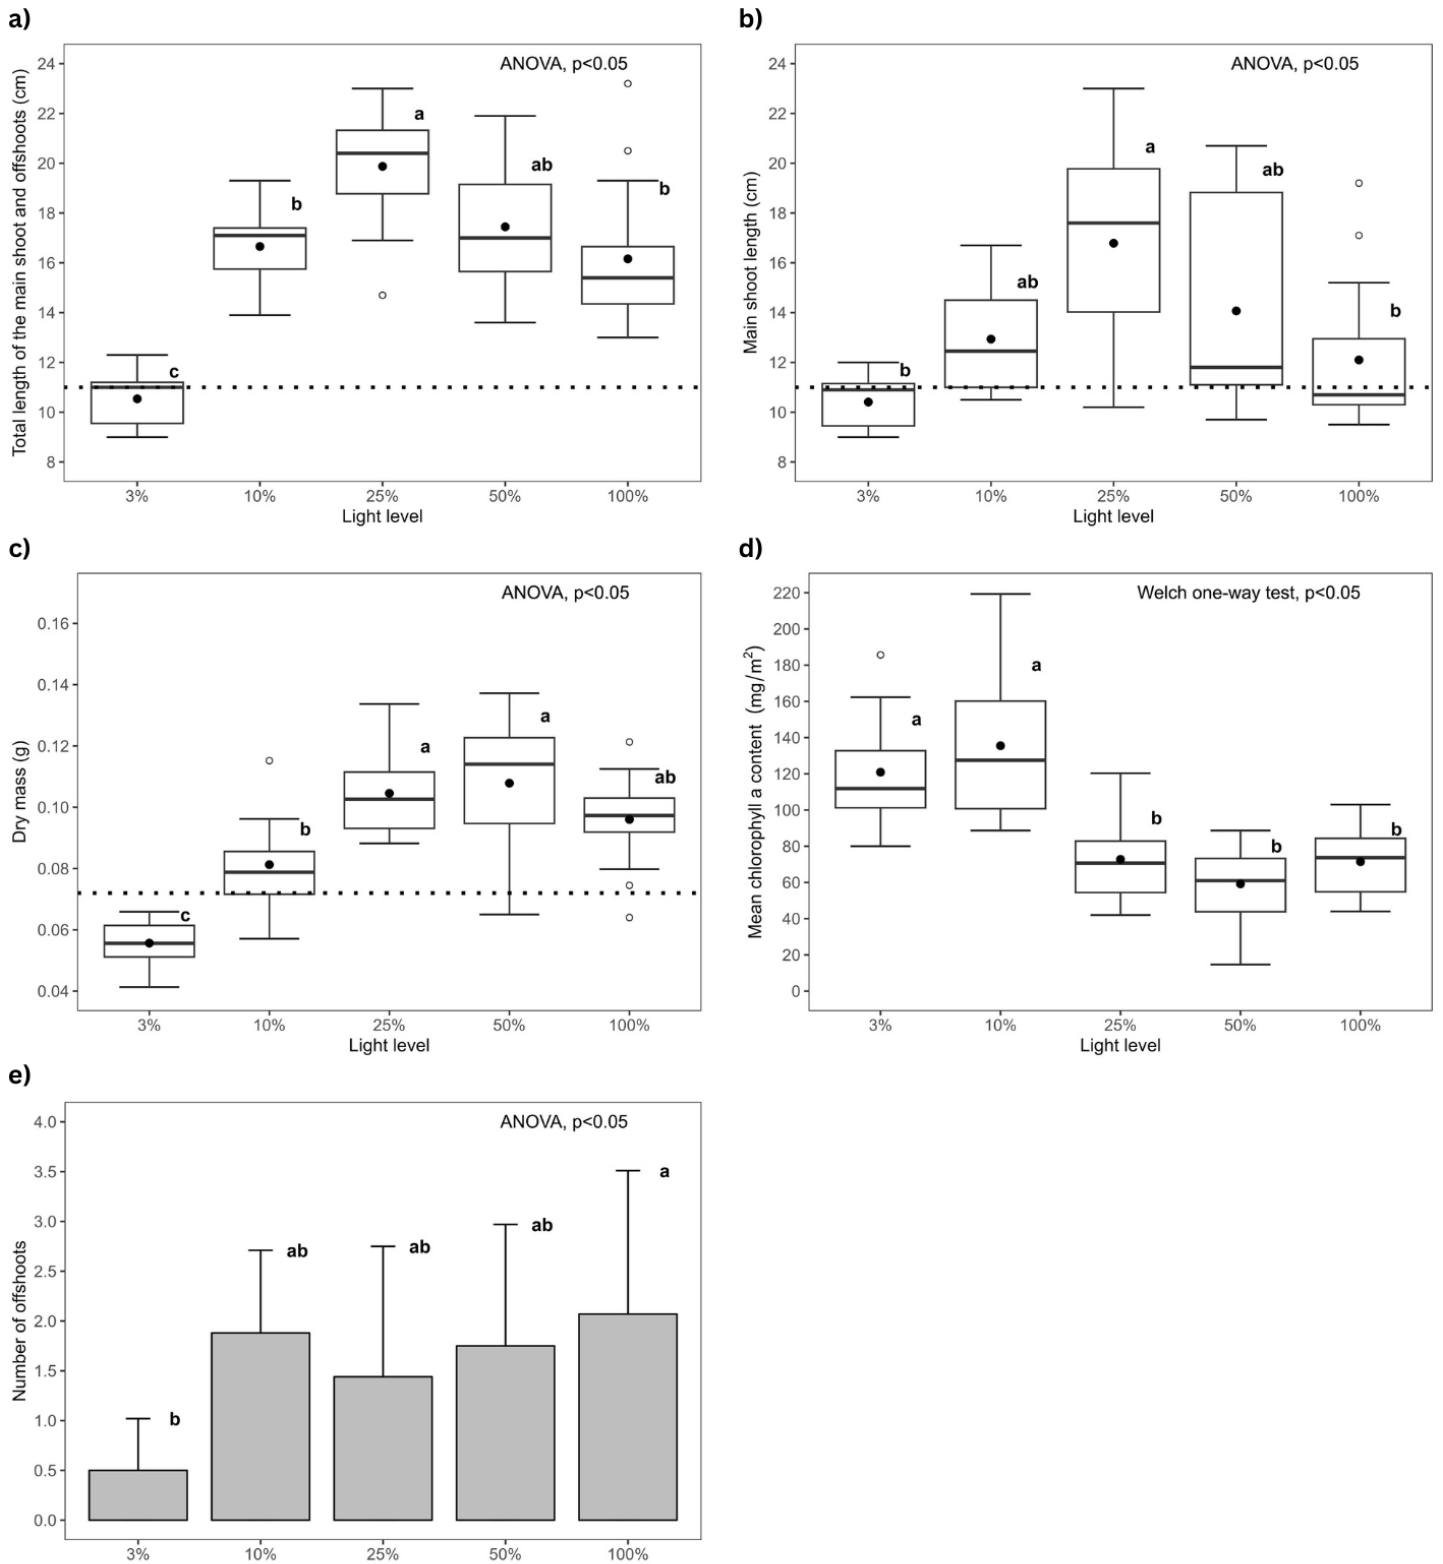 a)
ANOVA, p<0.05
Total length of the main shoot and offshoots (cm)
24
22
20
18
16
14
12
10
8
c
b
a
ab
b
3% 10% 25% 50% 100%
Light level
b)
ANOVA, p<0.05
Main shoot length (cm)
24
22
20
18
16
14
12
10
8
b
ab
a
ab
b
3% 10% 25% 50% 100%
Light level
c)
ANOVA, p<0.05
Dry mass (g)
0.16
0.14
0.12
0.10
0.08
0.06
0.04
c
b
a
a
ab
3% 10% 25% 50% 100%
Light level
d)
Welch one-way test, p<0.05
Mean chlorophyll a content (mg/m²)
220
200
180
160
140
120
100
80
60
40
20
0
a
a
b
b
b
3% 10% 25% 50% 100%
Light level
e)
ANOVA, p<0.05
Number of offshoots
4.0
3.5
3.0
2.5
2.0
1.5
1.0
0.5
0.0
b
ab
ab
ab
a
3% 10% 25% 50% 100%